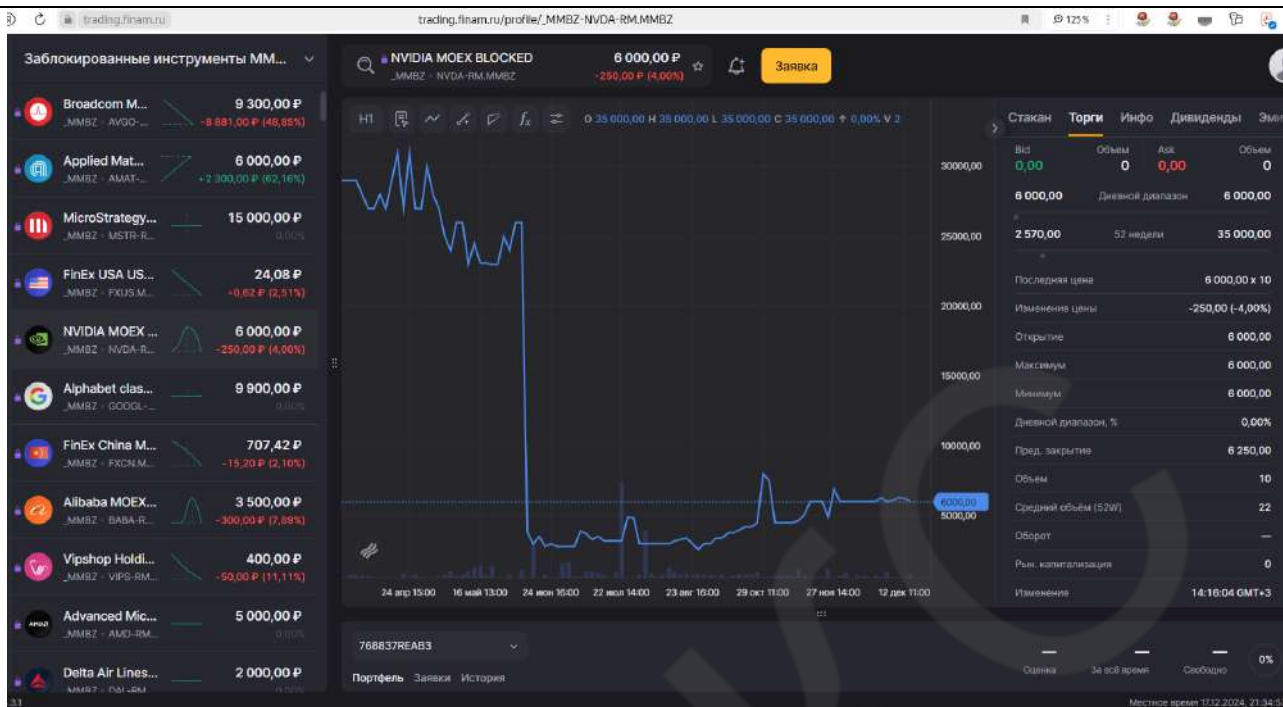 trading.finam.ru
trading.finam.ru/profile/_MMBZ-NVDA-RM.MMBZ
125 %
Заблокированные инструменты ММ...
Broadcom M...
9 300,00 ₽
_MMBZ · AVGO-...
-8 881,00 ₽ (48,85%)
Applied Mat...
6 000,00 ₽
_MMBZ · AMAT-...
+2 300,00 ₽ (62,16%)
MicroStrategy...
15 000,00 ₽
_MMBZ · MSTR-R...
0,00%
FinEx USA US...
24,08 ₽
_MMBZ · FXUS.M...
-0,62 ₽ (2,51%)
NVIDIA MOEX ...
6 000,00 ₽
_MMBZ · NVDA-R...
-250,00 ₽ (4,00%)
Alphabet clas...
9 900,00 ₽
_MMBZ · GOOGL-...
0,00%
FinEx China M...
707,42 ₽
_MMBZ · FXCN.M...
-15,20 ₽ (2,10%)
Alibaba MOEX...
3 500,00 ₽
_MMBZ · BABA-R...
-300,00 ₽ (7,89%)
Vipshop Holdi...
400,00 ₽
_MMBZ · VIPS-RM...
-50,00 ₽ (11,11%)
Advanced Mic...
5 000,00 ₽
_MMBZ · AMD-RM...
0,00%
Delta Air Lines...
2 000,00 ₽
_MMBZ · DAL-RM
NVIDIA MOEX BLOCKED
6 000,00 ₽
_MMBZ · NVDA-RM.MMBZ
-250,00 ₽ (4,00%)
Заявка
H1
O 35 000,00 H 35 000,00 L 35 000,00 C 35 000,00 0,00% V 2
30000,00
25000,00
20000,00
15000,00
10000,00
6000,00
5000,00
24 апр 15:00 16 май 13:00 24 июн 16:00 22 июл 14:00 23 авг 16:00 29 окт 11:00 27 ноя 14:00 12 дек 11:00
768837REAB3
Портфель Заявки История
Оценка
За всё время
Свободно
0%
Стакан Торги Инфо Дивиденды
Bid Объем Ask Объем
0,00 0 0,00 0
6 000,00 Дневной диапазон 6 000,00
2 570,00 52 недели 35 000,00
Последняя цена 6 000,00 x 10
Изменение цены -250,00 (-4,00%)
Открытие 6 000,00
Максимум 6 000,00
Минимум 6 000,00
Дневной диапазон, % 0,00%
Пред. закрытие 6 250,00
Объем 10
Средний объём (52W) 22
Оборот —
Рын. капитализация 0
Изменение 14:16:04 GMT+3
Местное время 17.12.2024, 21:34:5